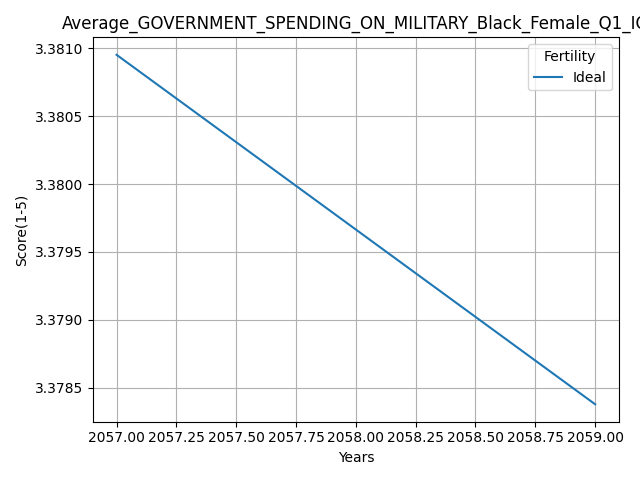 Average_GOVERNMENT_SPENDING_ON_MILITARY_Black_Female_Q1_IQ
Fertility
Ideal
3.3810
3.3805
3.3800
3.3795
3.3790
3.3785
Score(1-5)
2057.00 2057.25 2057.50 2057.75 2058.00 2058.25 2058.50 2058.75 2059.00
Years